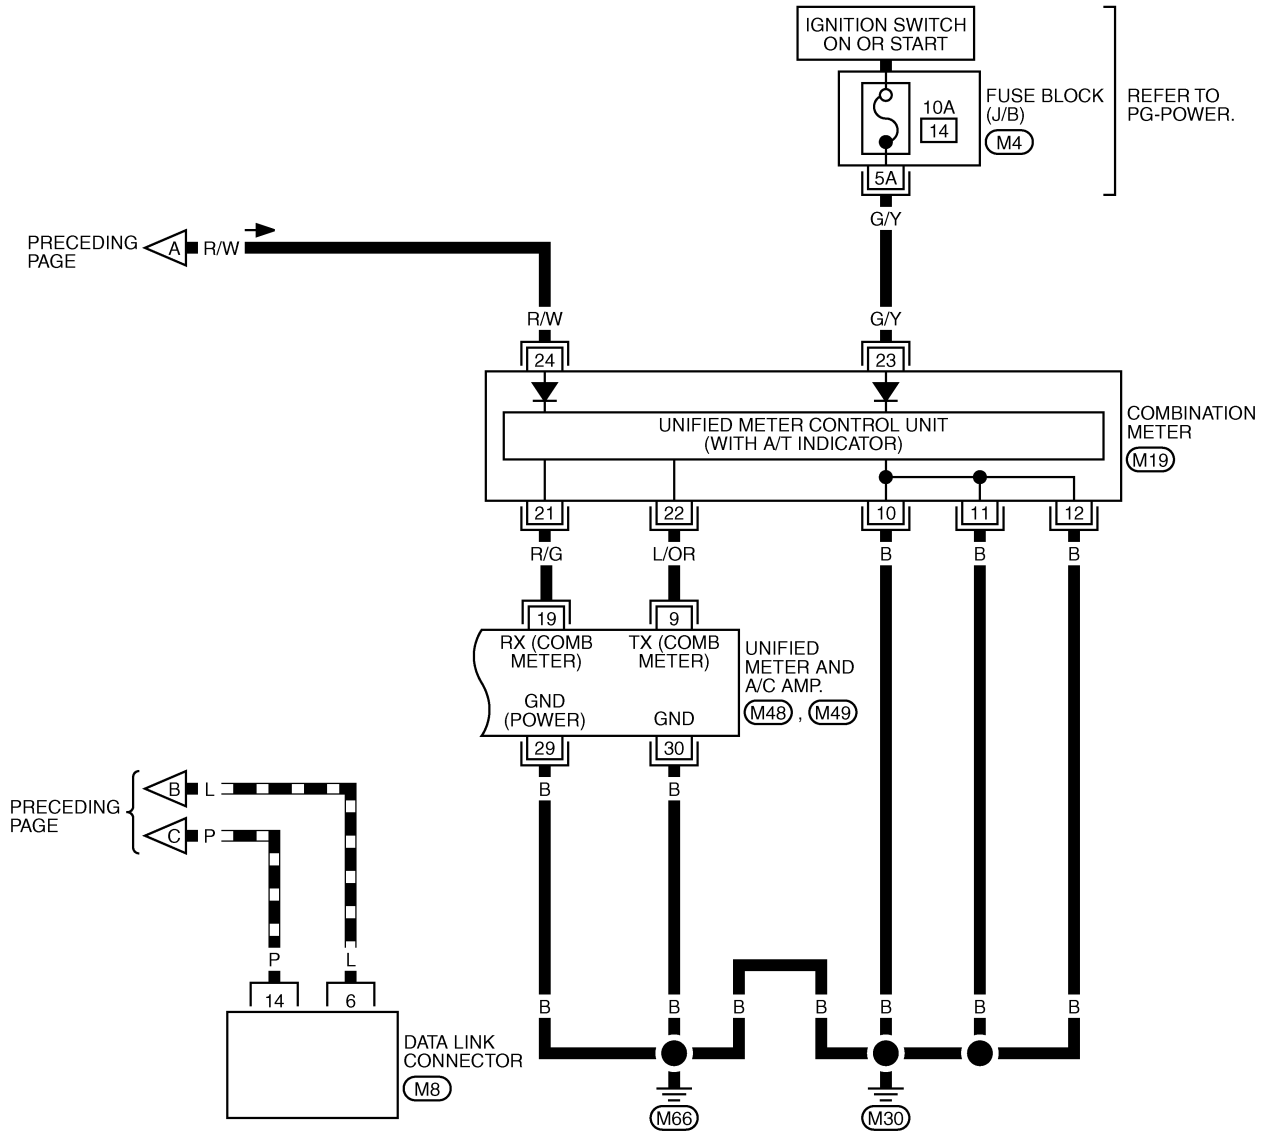 IGNITION SWITCH
ON OR START
10A
14
FUSE BLOCK
(J/B)
M4
REFER TO
PG-POWER.
5A
G/Y
PRECEDING
PAGE
A
R/W
R/W
G/Y
24
23
UNIFIED METER CONTROL UNIT
(WITH A/T INDICATOR)
COMBINATION
METER
M19
21
22
10
11
12
R/G
L/OR
B
B
B
19
9
RX (COMB
METER)
TX (COMB
METER)
GND
(POWER)
GND
UNIFIED
METER AND
A/C AMP.
M48 , M49
29
30
B
B
PRECEDING
PAGE
B
L
C
P
P
L
14
6
DATA LINK
CONNECTOR
M8
B
B
B
B
B
B
B
M66
M30